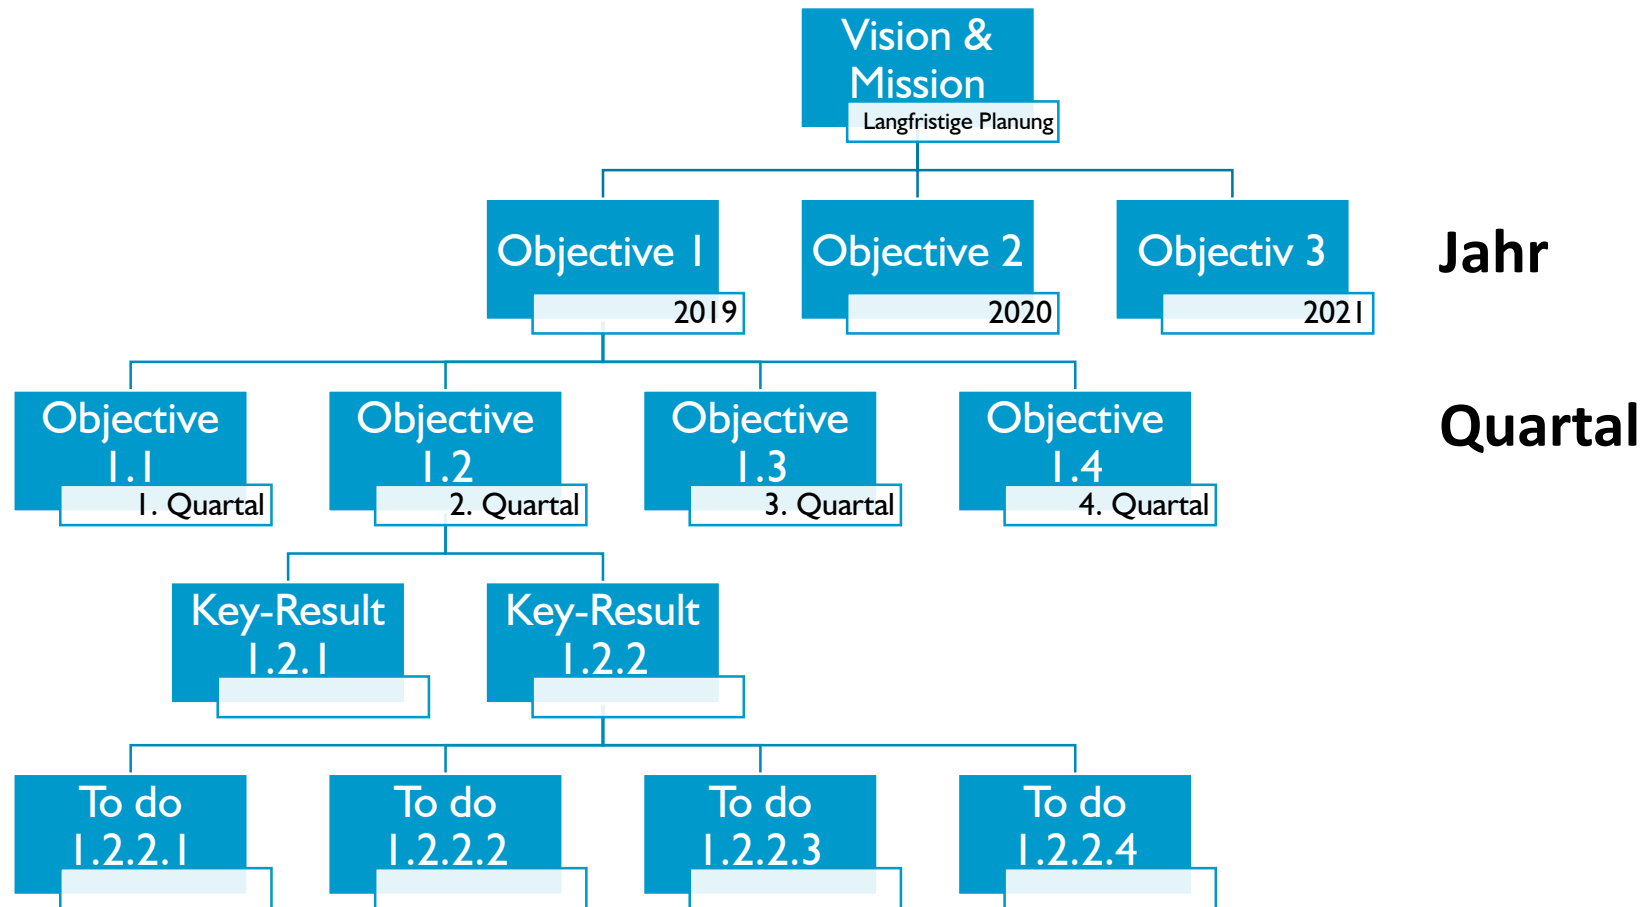 Vision &
Mission
Langfristige Planung
Objective 1
Objective 2
Objectiv 3
Jahr
2019
2020
2021
Objective
1.1
1. Quartal
Objective
1.2
2. Quartal
Objective
1.3
3. Quartal
Objective
1.4
4. Quartal
Quartal
Key-Result
1.2.1
Key-Result
1.2.2
To do
1.2.2.1
To do
1.2.2.2
To do
1.2.2.3
To do
1.2.2.4